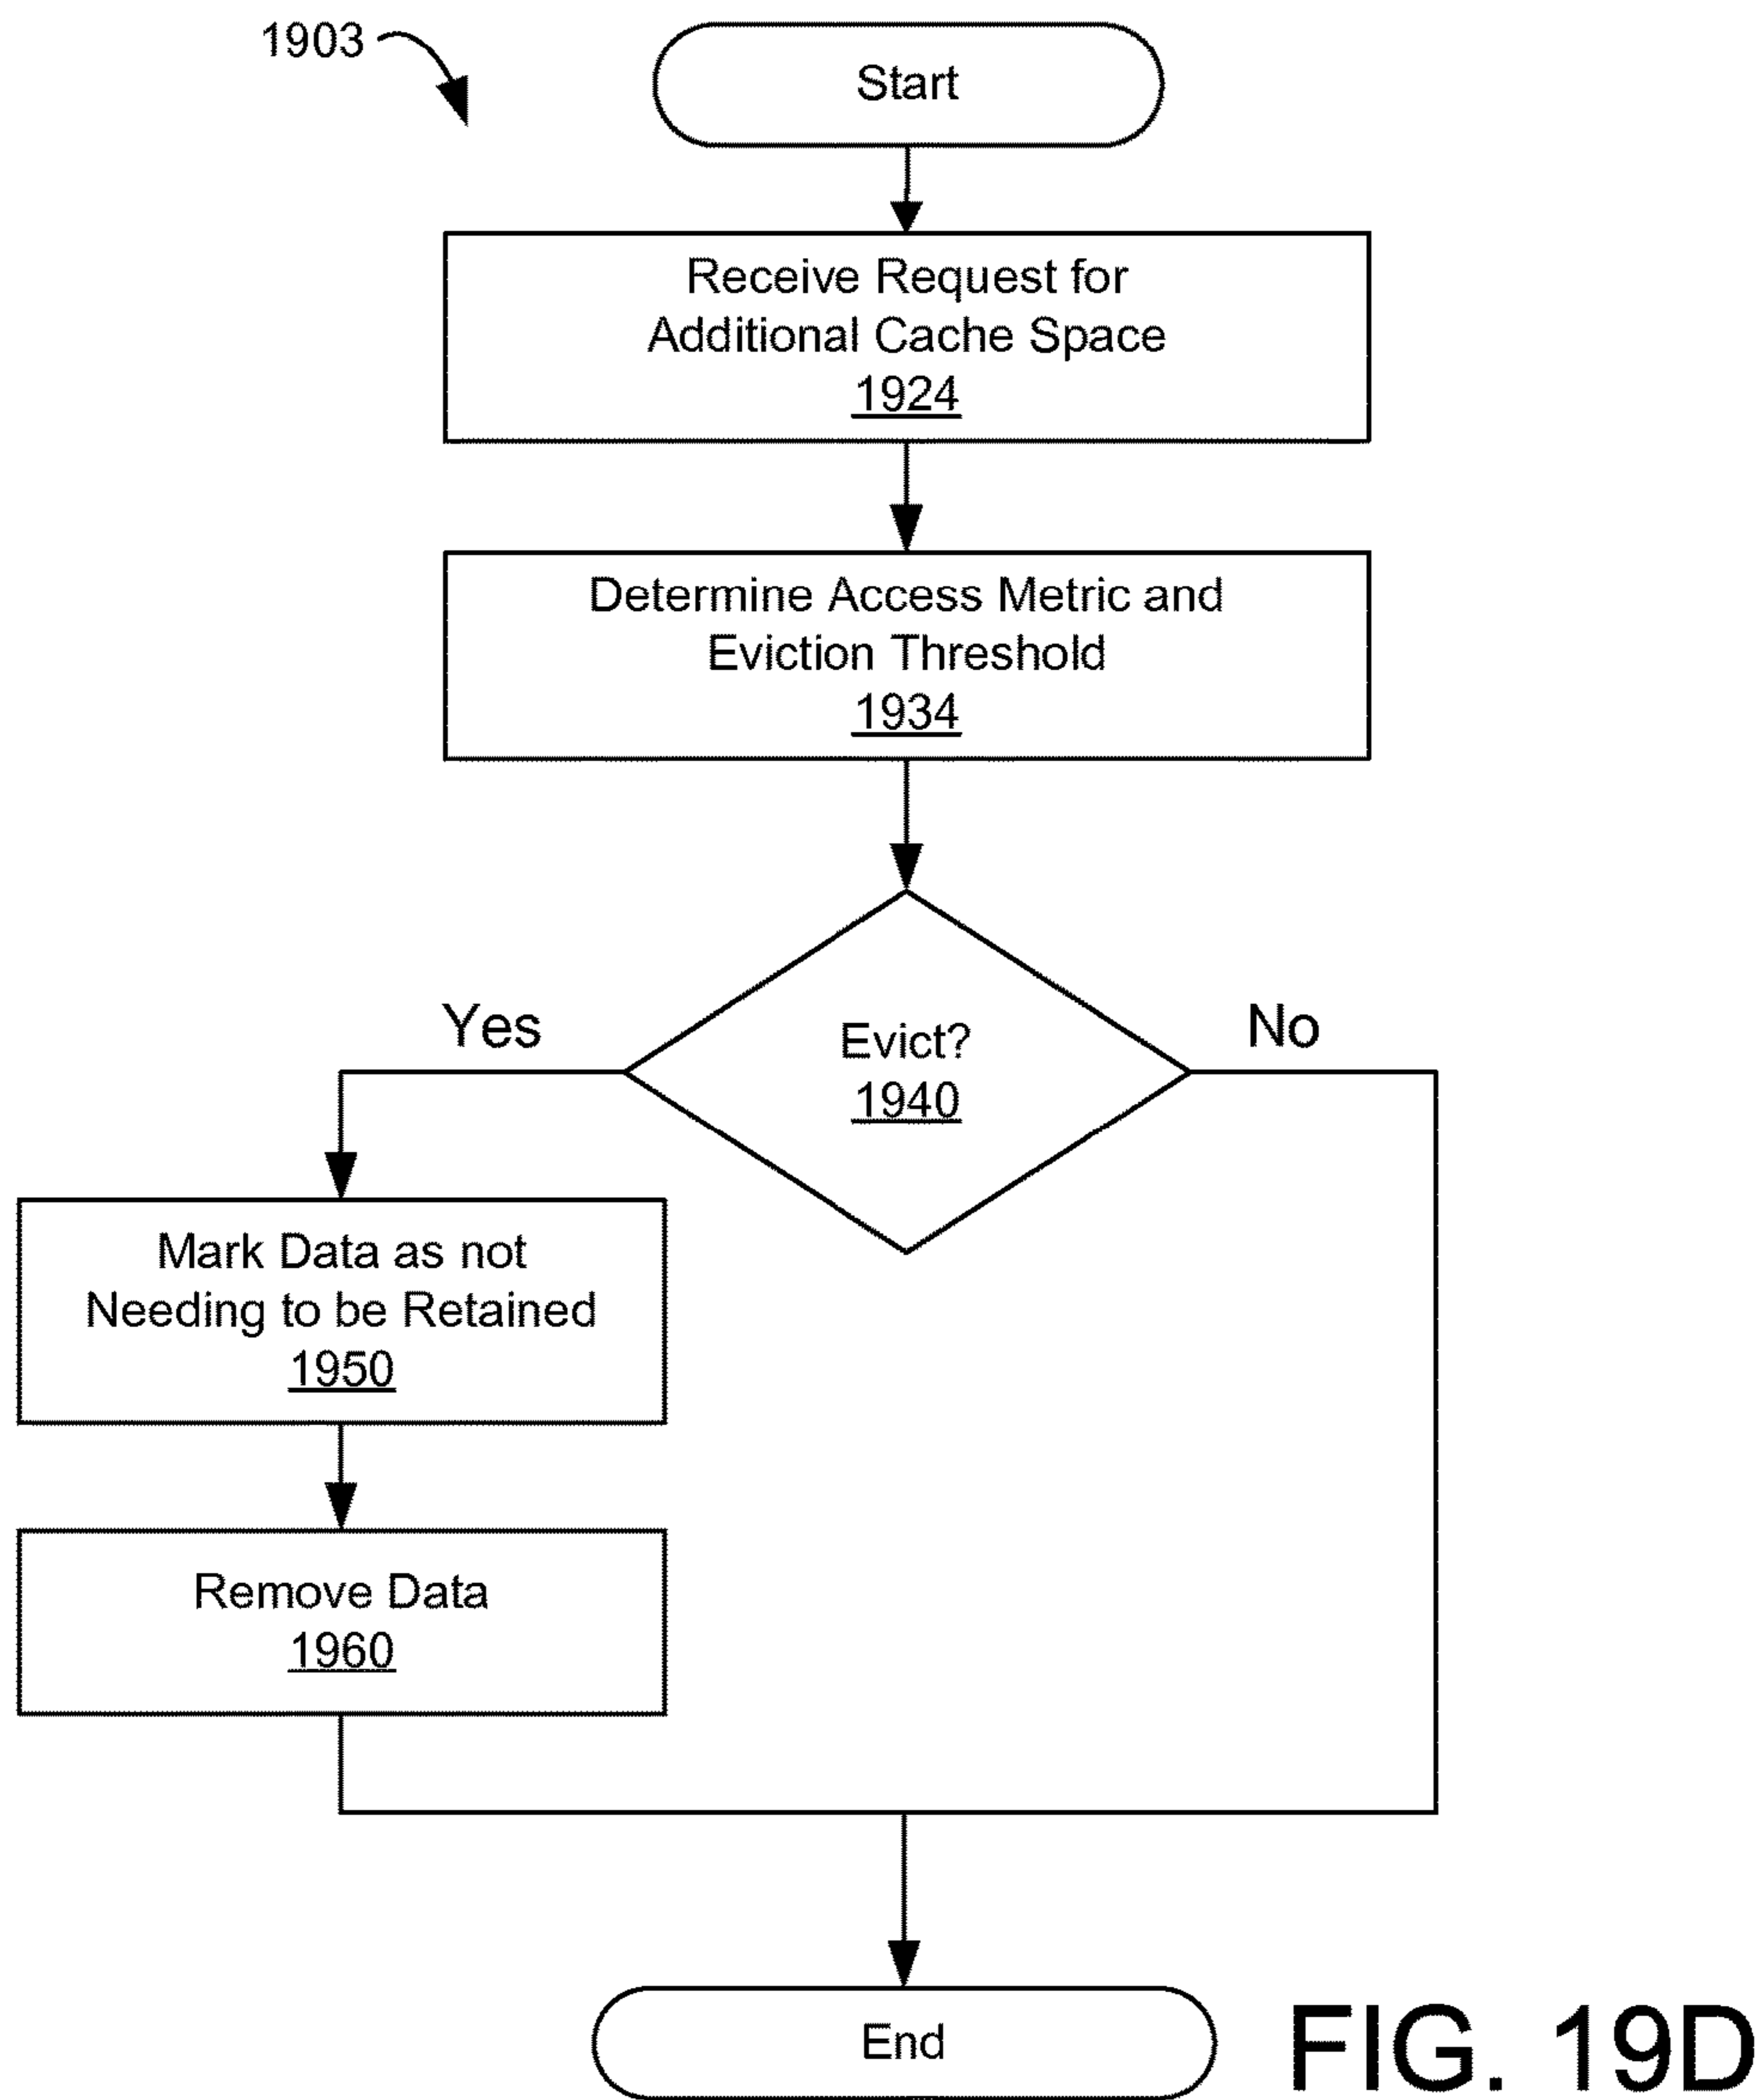 1903
Start
Receive Request for
Additional Cache Space
1924
Determine Access Metric and
Eviction Threshold
1934
Yes
No
Evict?
1940
Mark Data as not
Needing to be Retained
1950
Remove Data
1960
End
FIG. 19D